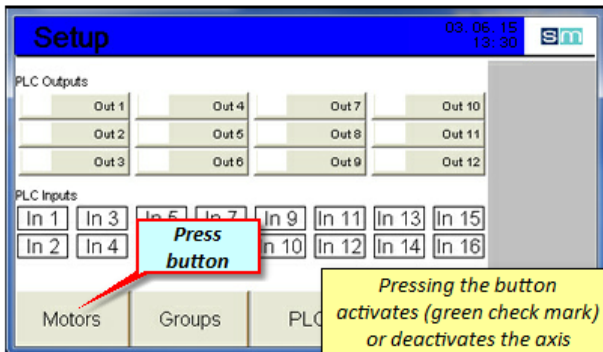 Setup
03.06.15
13:30
sm
PLC Outputs
Out 1 Out 4 Out 7 Out 10
Out 2 Out 5 Out 8 Out 11
Out 3 Out 6 Out 9 Out 12
PLC Inputs
In 1 In 3 In 5 In 7 In 9 In 11 In 13 In 15
In 2 In 4 In 10 In 12 In 14 In 16
Press
button
Motors Groups
Pressing the button
activates (green check mark)
or deactivates the axis